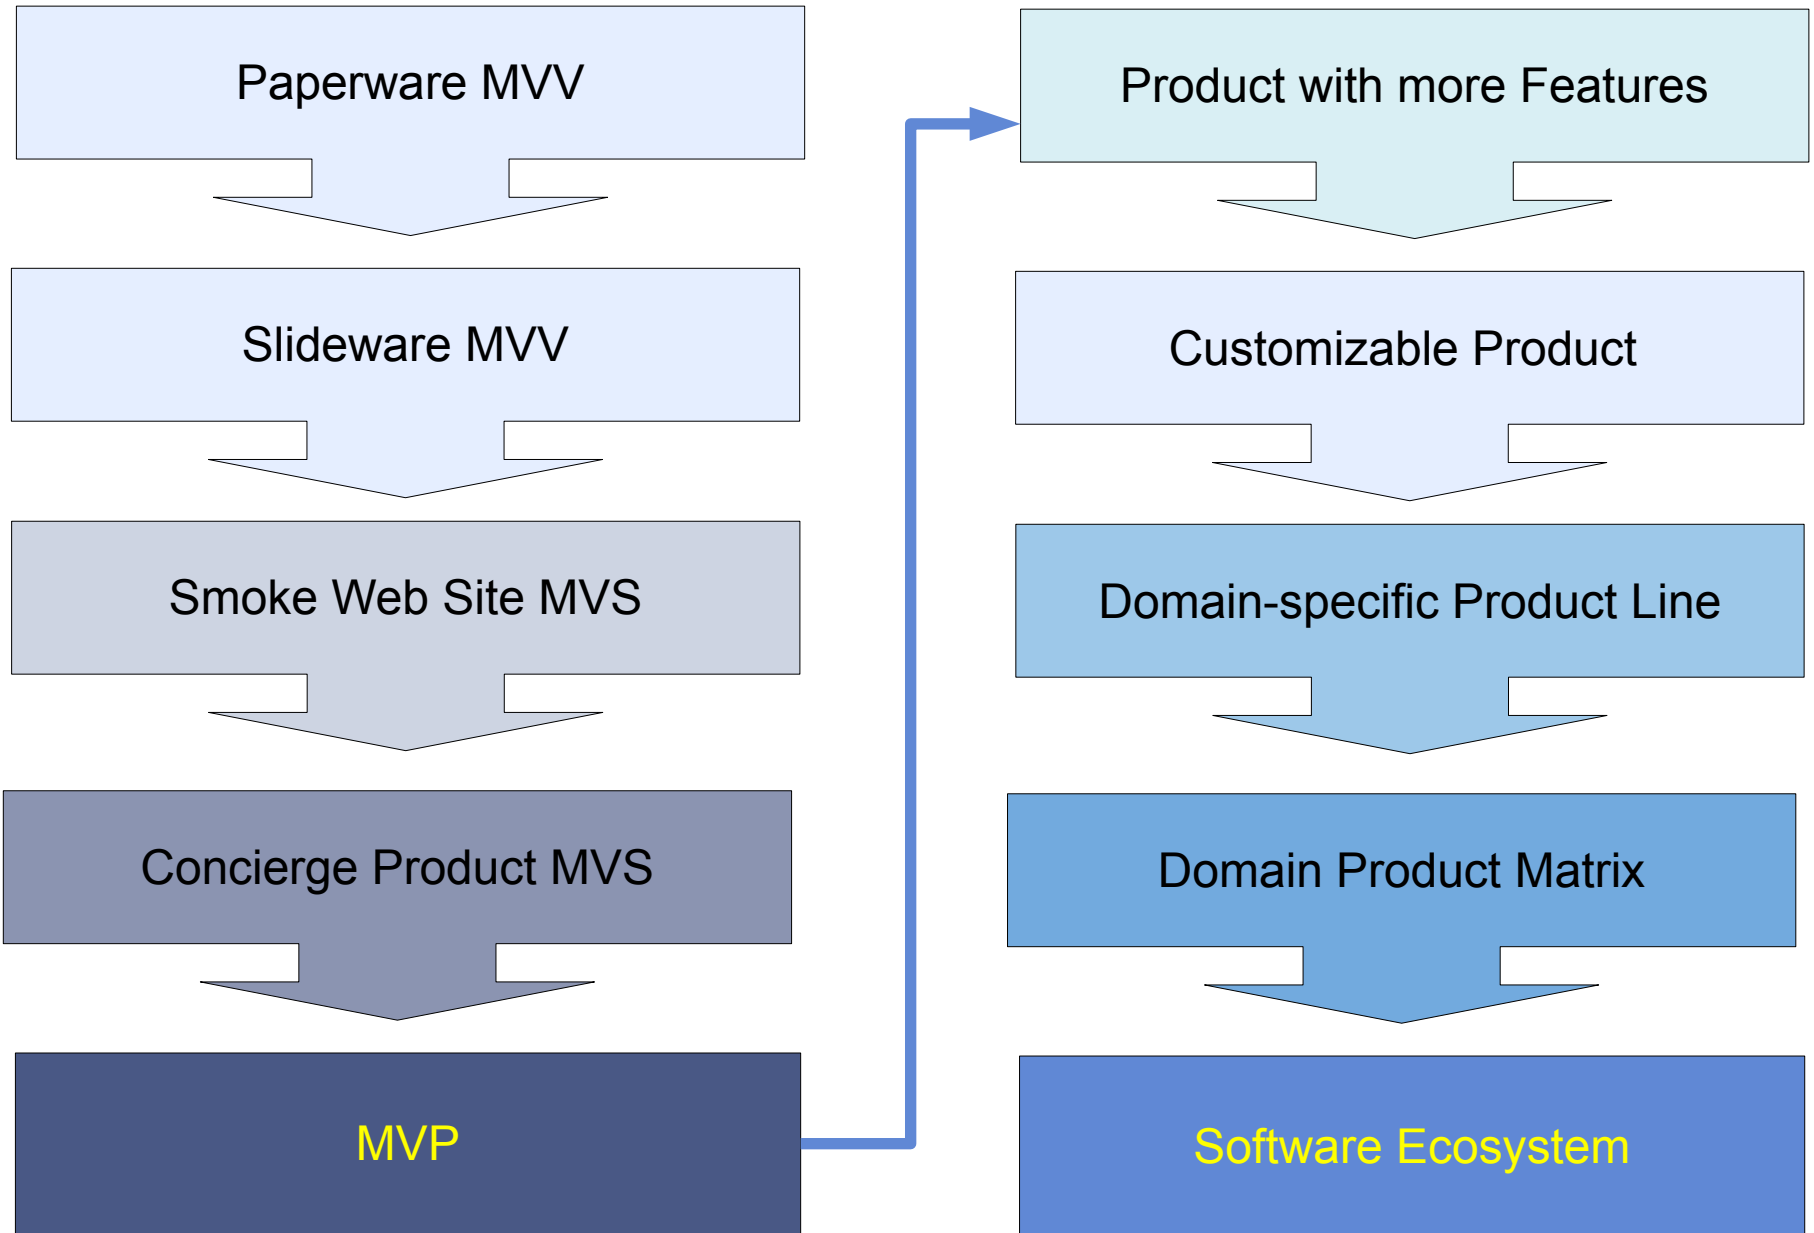 Paperware MVV
Slideware MVV
Smoke Web Site MVS
Concierge Product MVS
MVP
Product with more Features
Customizable Product
Domain-specific Product Line
Domain Product Matrix
Software Ecosystem